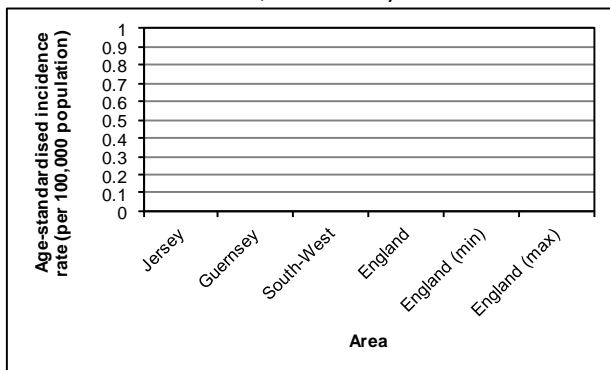 Age-standardised incidence
rate (per 100,000 population)
1
0.9
0.8
0.7
0.6
0.5
0.4
0.3
0.2
0.1
0
Jersey
Guernsey
South-West
England
England (min)
England (max)
Area